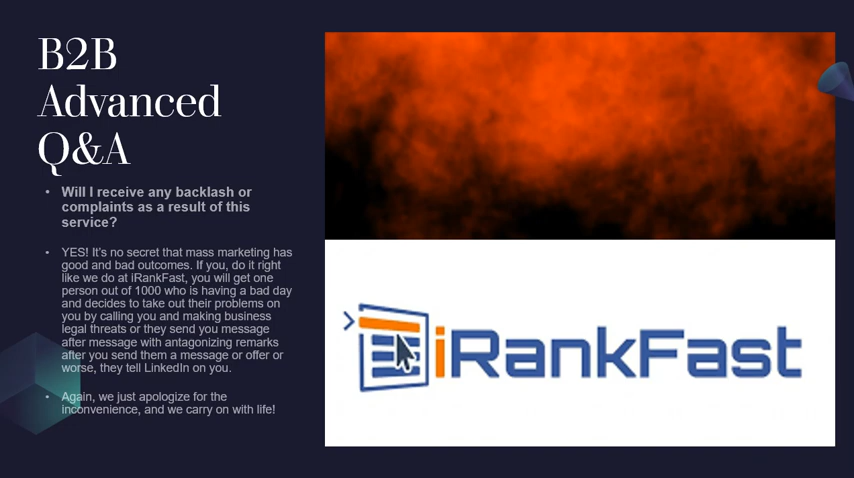 B2B
Advanced
Q&A
• Will I receive any backlash or
complaints as a result of this
service?
• YES! It’s no secret that mass marketing has
good and bad outcomes. If you, do it right
like we do at iRankFast, you will get one
person out of 1000 who is having a bad day
and decides to take out their problems on
you by calling you and making business
legal threats or they send you message
after message with antagonizing remarks
after you send them a message or offer or
worse, they tell LinkedIn on you.
• Again, we just apologize for the
inconvenience, and we carry on with life!
iRankFast